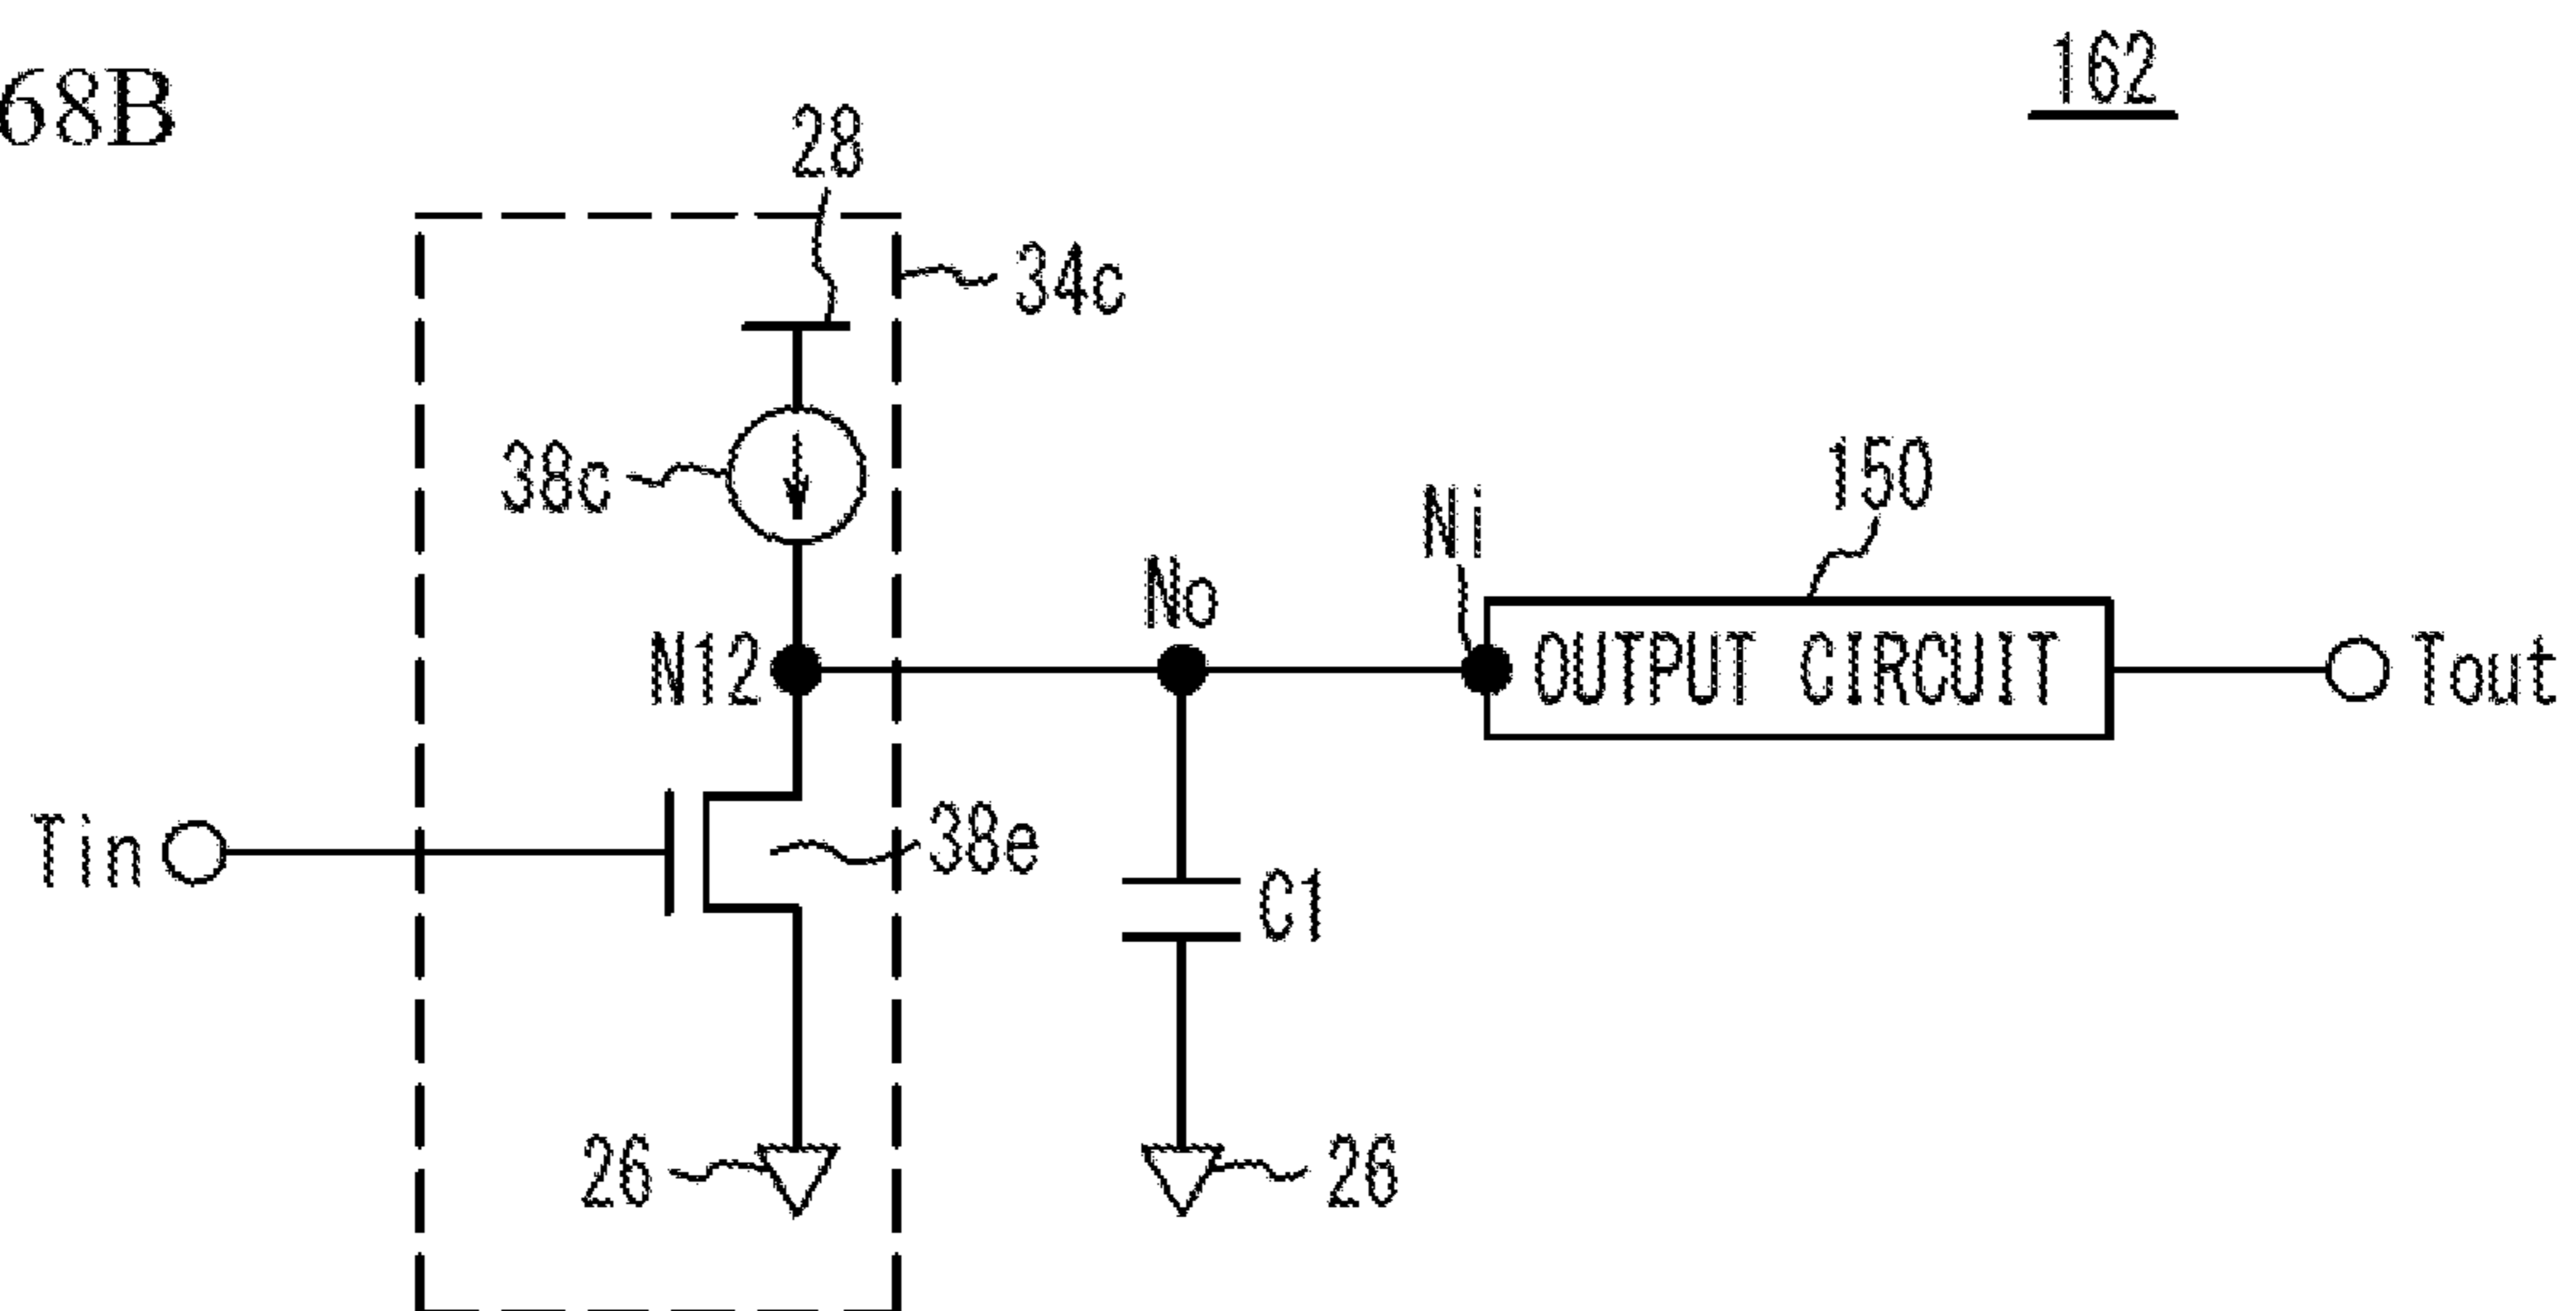 68B
162
28
34c
38c
150
Ni
No
N12
OUTPUT CIRCUIT
Tout
Tin
38e
C1
26
26